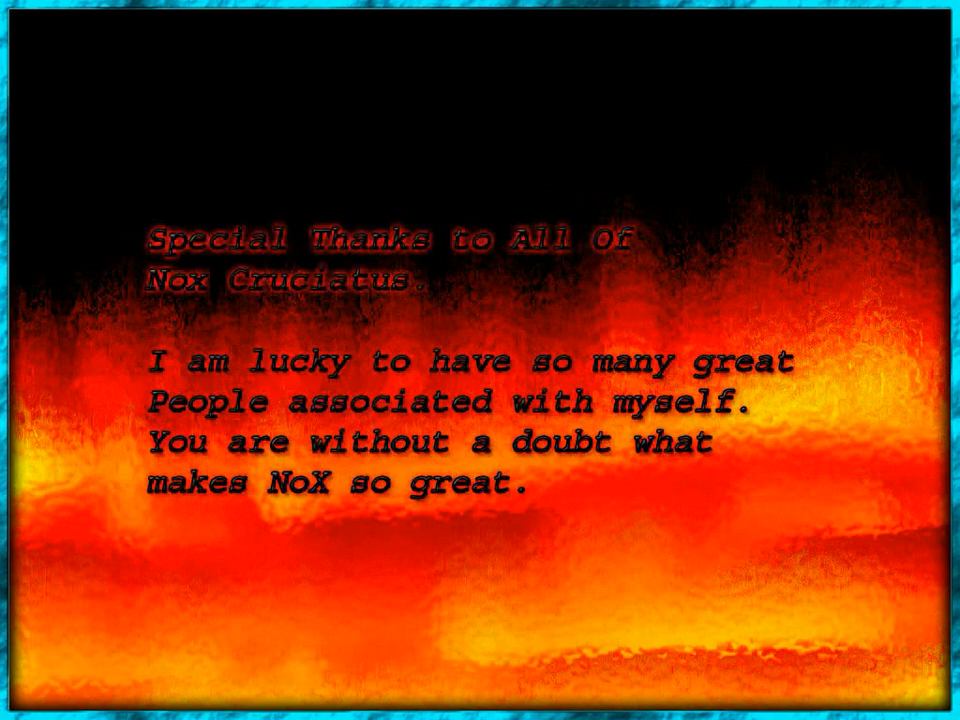 Special Thanks to All Of
Nox Cruciatus.
I am lucky to have so many great
People associated with myself.
You are without a doubt what
makes NoX so great.